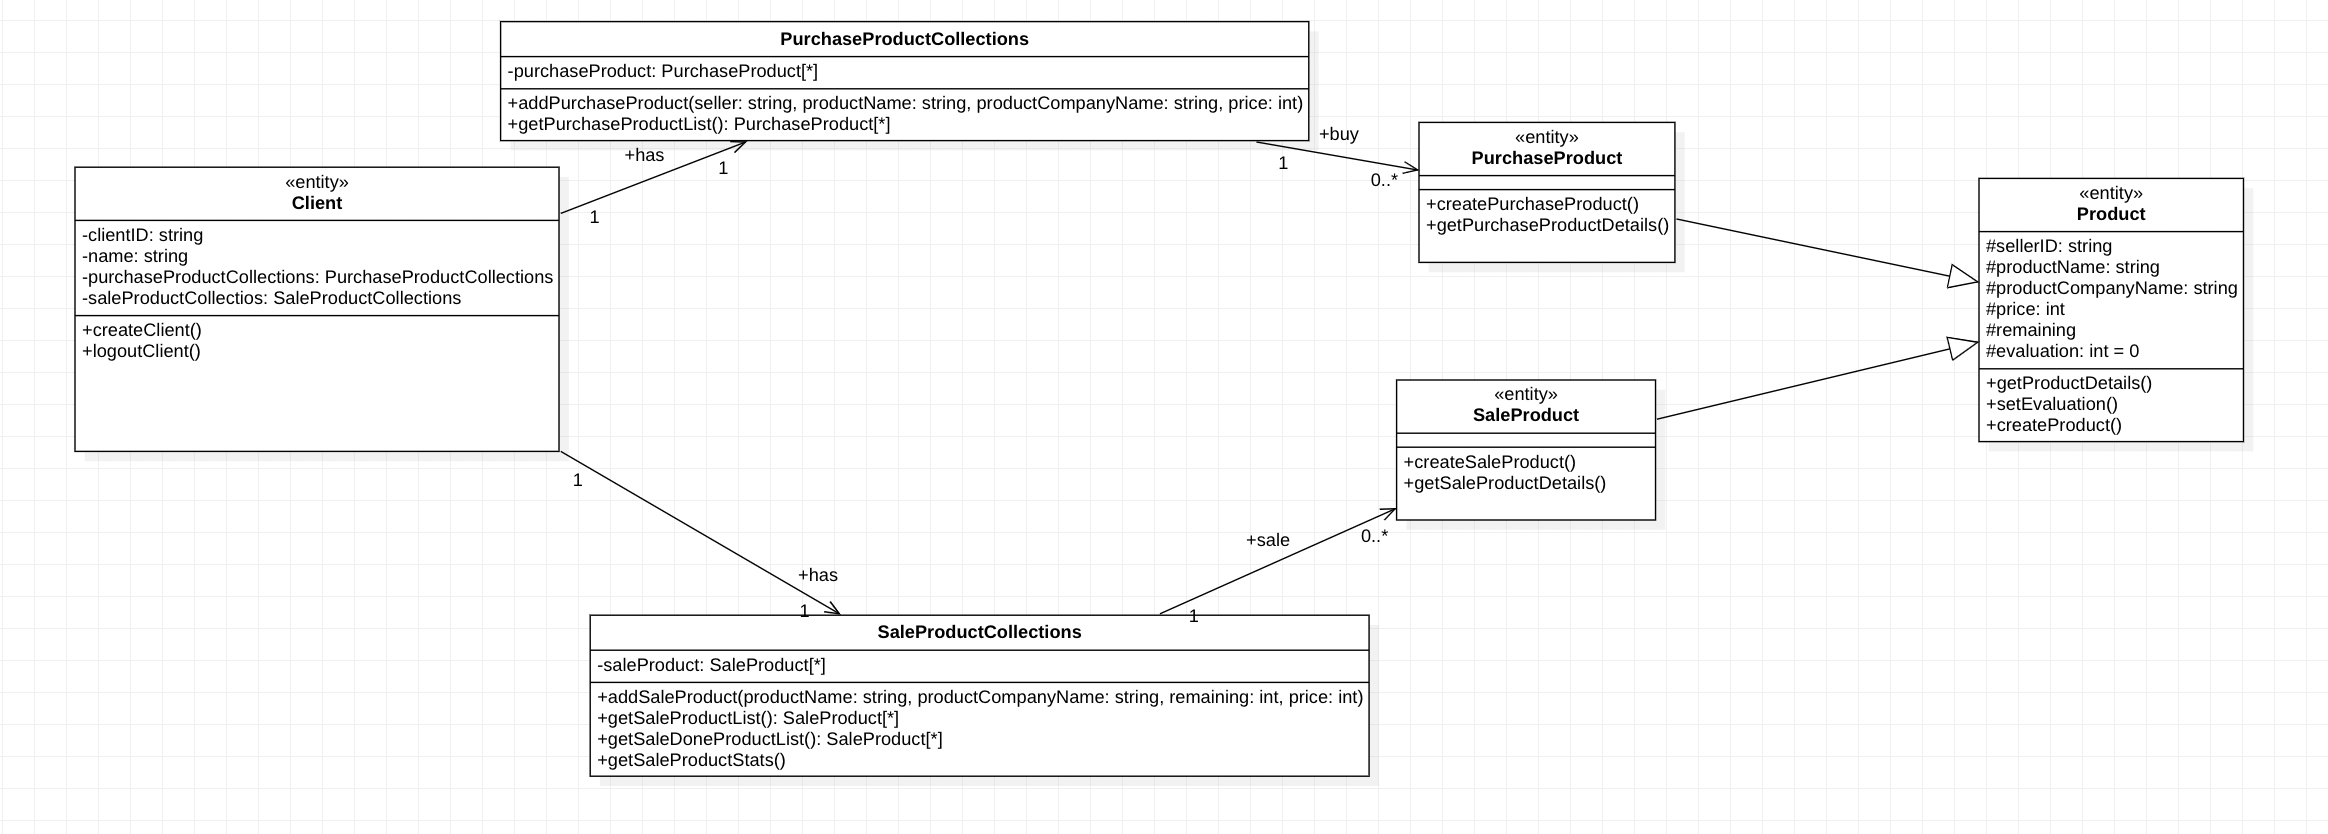 PurchaseProductCollections
-purchaseProduct: PurchaseProduct[*]
+addPurchaseProduct(seller: string, productName: string, productCompanyName: string, price: int)
+getPurchaseProductList(): PurchaseProduct[*]
+has
1
1
+buy
1
0..*
«entity»
Client
-clientID: string
-name: string
-purchaseProductCollections: PurchaseProductCollections
-saleProductCollectios: SaleProductCollections
+createClient()
+logoutClient()
«entity»
PurchaseProduct
+createPurchaseProduct()
+getPurchaseProductDetails()
«entity»
Product
#sellerID: string
#productName: string
#productCompanyName: string
#price: int
#remaining
#evaluation: int = 0
+getProductDetails()
+setEvaluation()
+createProduct()
«entity»
SaleProduct
+createSaleProduct()
+getSaleProductDetails()
1
+has
1
+sale
0..*
1
SaleProductCollections
-saleProduct: SaleProduct[*]
+addSaleProduct(productName: string, productCompanyName: string, remaining: int, price: int)
+getSaleProductList(): SaleProduct[*]
+getSaleDoneProductList(): SaleProduct[*]
+getSaleProductStats()